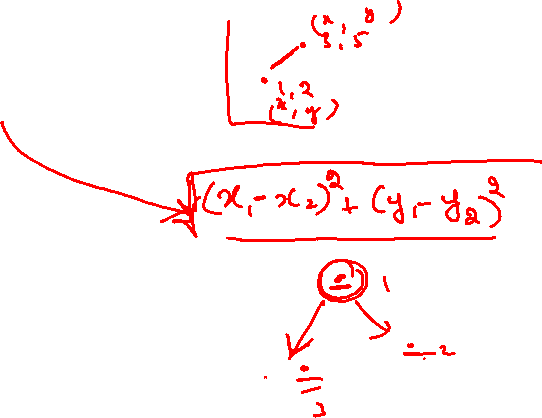 (x, y)
3, 5
1, 2
(x, y)
√(x₁-x₂)² + (y₁-y₂)²
1
2
3